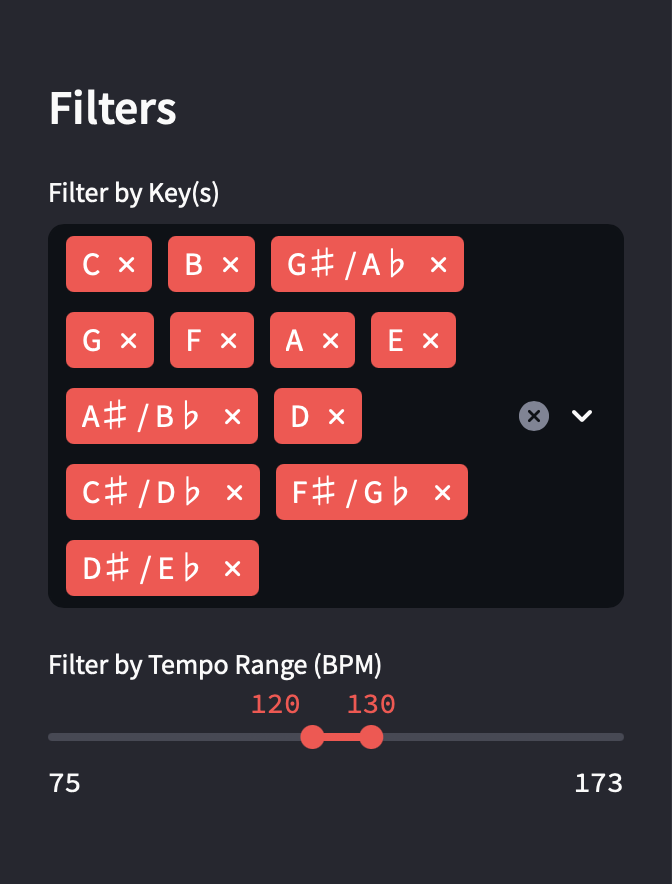 Filters
Filter by Key(s)
C × B × G♯/A♭ ×
G × F × A × E ×
A♯/B♭ × D ×
C♯/D♭ × F♯/G♭ ×
D♯/E♭ ×
Filter by Tempo Range (BPM)
120 130
75 173